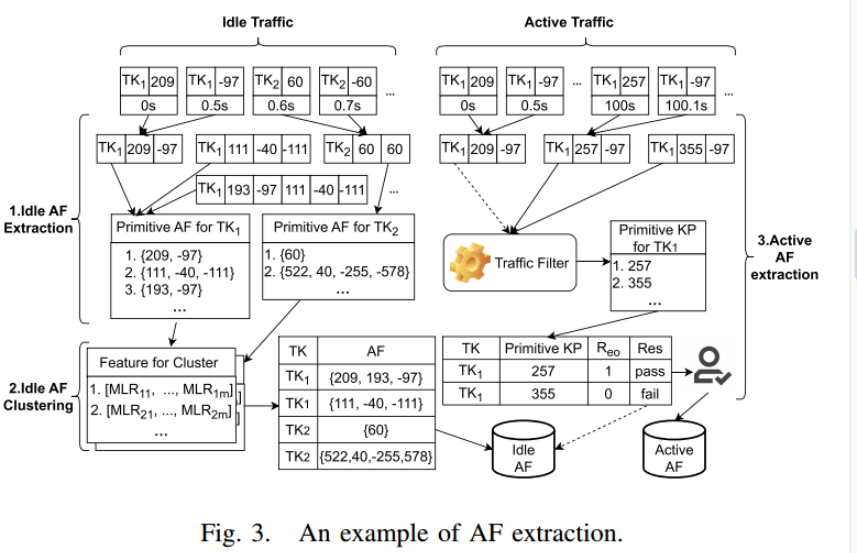 Idle Traffic
Active Traffic
TK1 209
0s
TK1 -97
0.5s
TK2 60
0.6s
TK2 -60
0.7s
...
TK1 209
0s
TK1 -97
0.5s
...
TK1 257
100s
TK1 -97
100.1s
...
TK1 209 -97
TK1 111 -40 -111
TK2 60 60
TK1 193 -97 111 -40 -111
...
TK1 209 -97
TK1 257 -97
TK1 355 -97
1.Idle AF
Extraction
Primitive AF for TK1
1. {209, -97}
2. {111, -40, -111}
3. {193, -97}
...
Primitive AF for TK2
1. {60}
2. {522, 40, -255, -578}
...
Traffic Filter
Primitive KP
for TK1
1. 257
2. 355
...
3.Active
AF
extraction
2.Idle AF
Clustering
Feature for Cluster
1. [MLR11, ..., MLR1m]
2. [MLR21, ..., MLR2m]
...
]
]
TK AF
TK1 {209, 193, -97}
TK1 {111, -40, -111}
TK2 {60}
TK2 {522,40,-255,578}
TK Primitive KP Reo Res
TK1 257 1 pass
TK1 355 0 fail
Idle
AF
Active
AF
Fig. 3. An example of AF extraction.